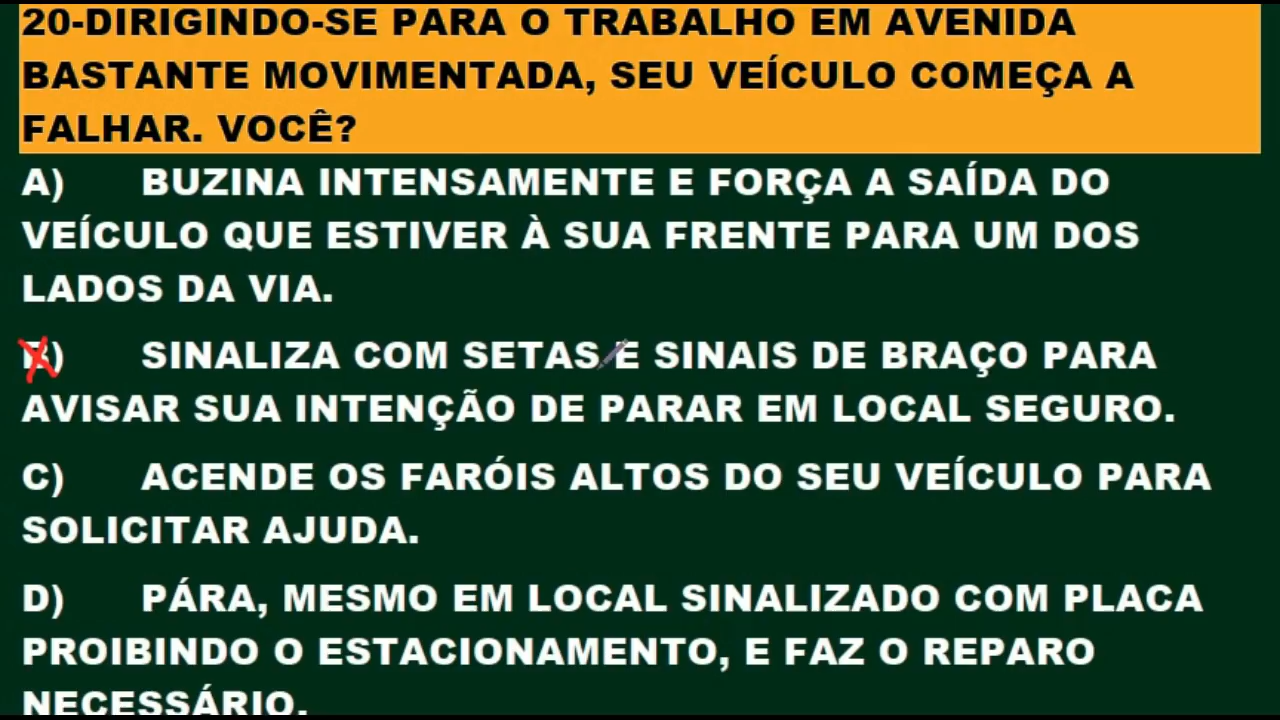 20-DIRIGINDO-SE PARA O TRABALHO EM AVENIDA
BASTANTE MOVIMENTADA, SEU VEÍCULO COMEÇA A
FALHAR. VOCÊ?
A) BUZINA INTENSAMENTE E FORÇA A SAÍDA DO
VEÍCULO QUE ESTIVER À SUA FRENTE PARA UM DOS
LADOS DA VIA.
B) SINALIZA COM SETAS E SINAIS DE BRAÇO PARA
AVISAR SUA INTENÇÃO DE PARAR EM LOCAL SEGURO.
C) ACENDE OS FARÓIS ALTOS DO SEU VEÍCULO PARA
SOLICITAR AJUDA.
D) PÁRA, MESMO EM LOCAL SINALIZADO COM PLACA
PROIBINDO O ESTACIONAMENTO, E FAZ O REPARO
NECESSÁRIO.